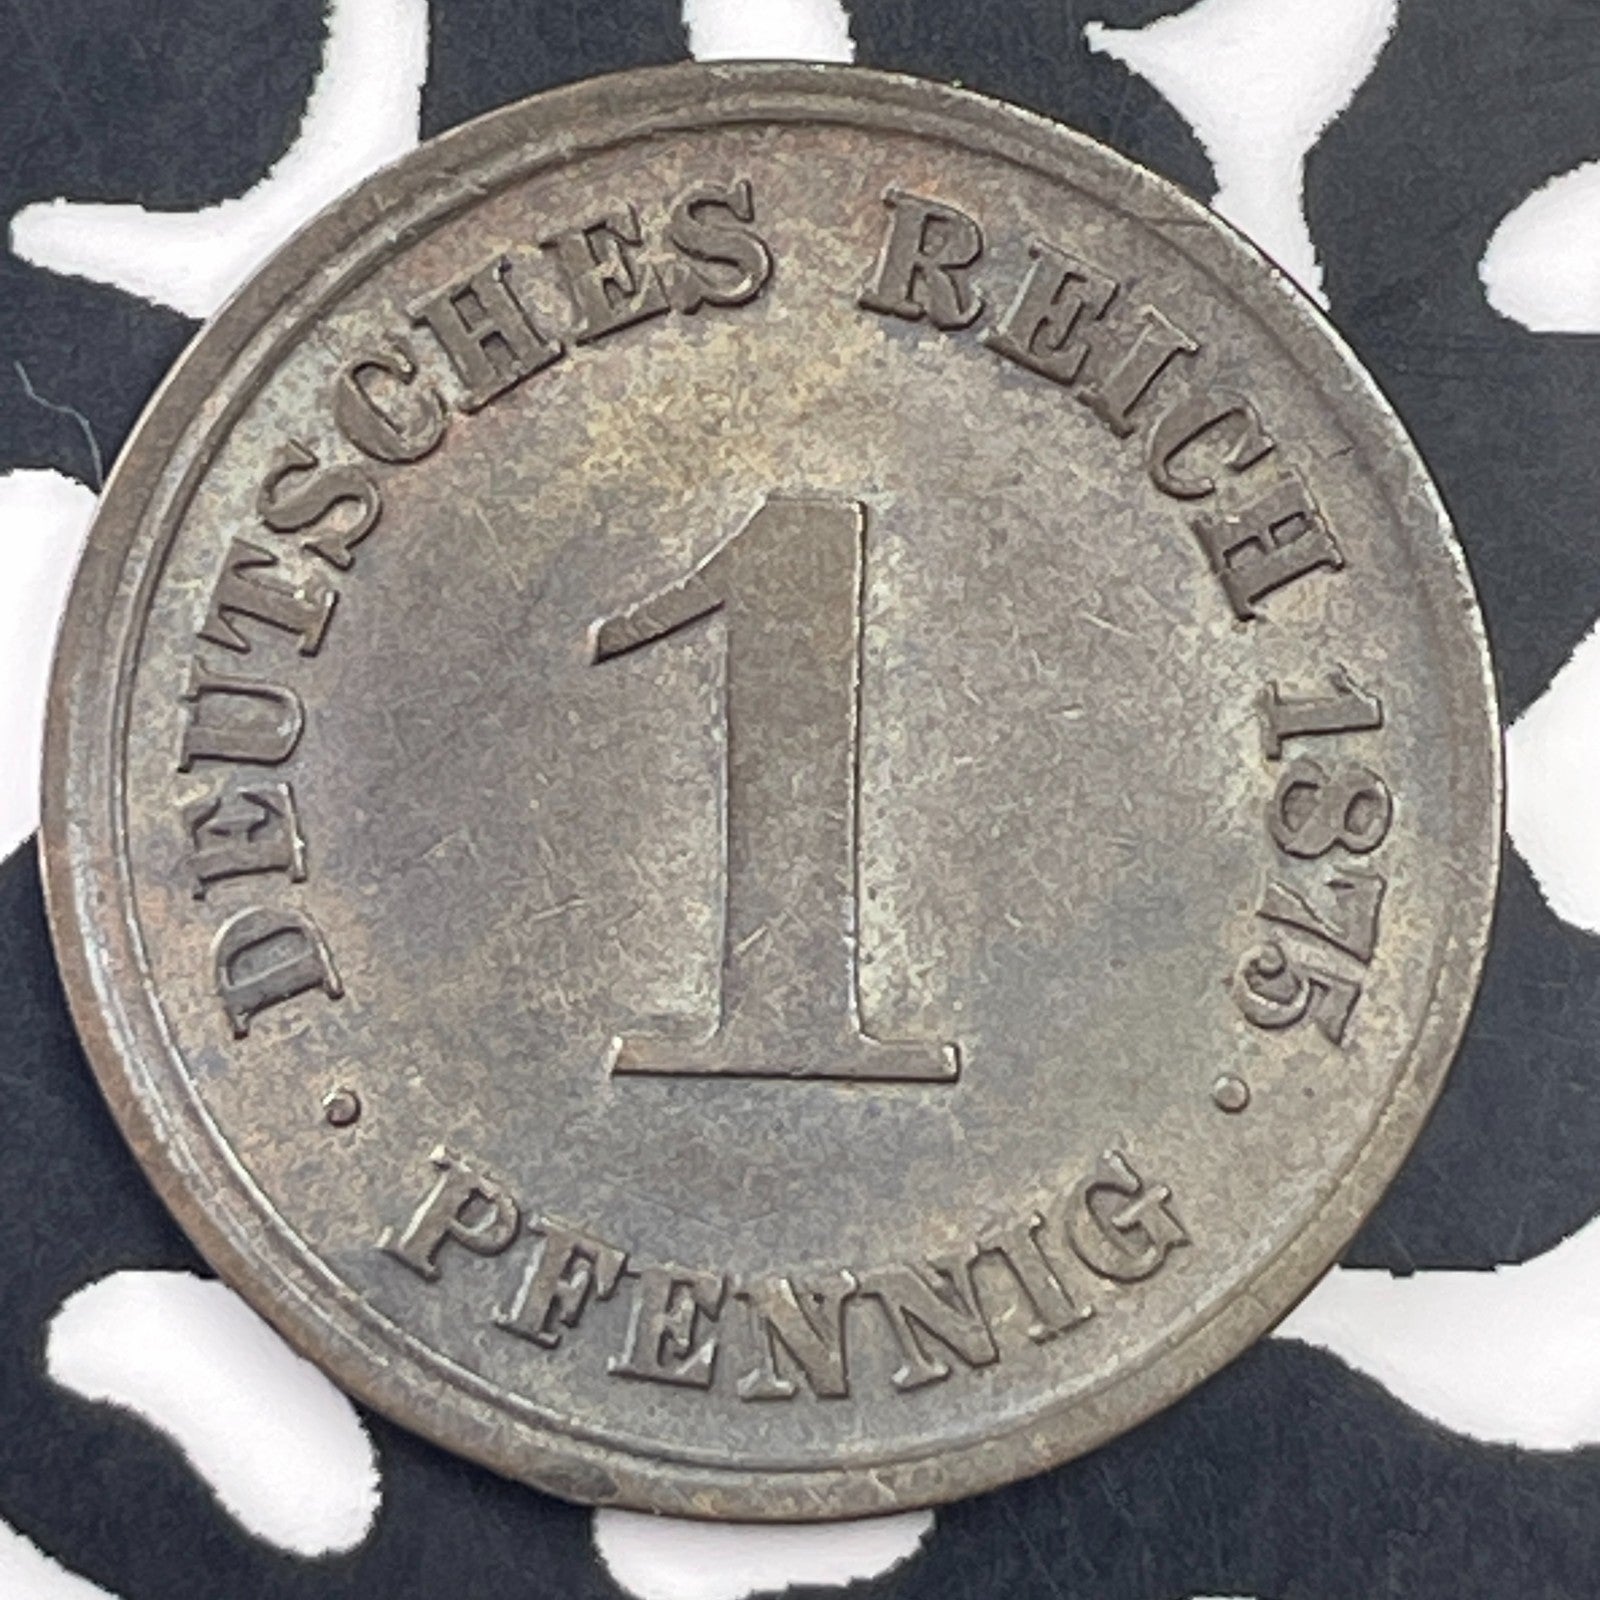 DEUTSCHES REICH 1875
1
· PFENNIG ·